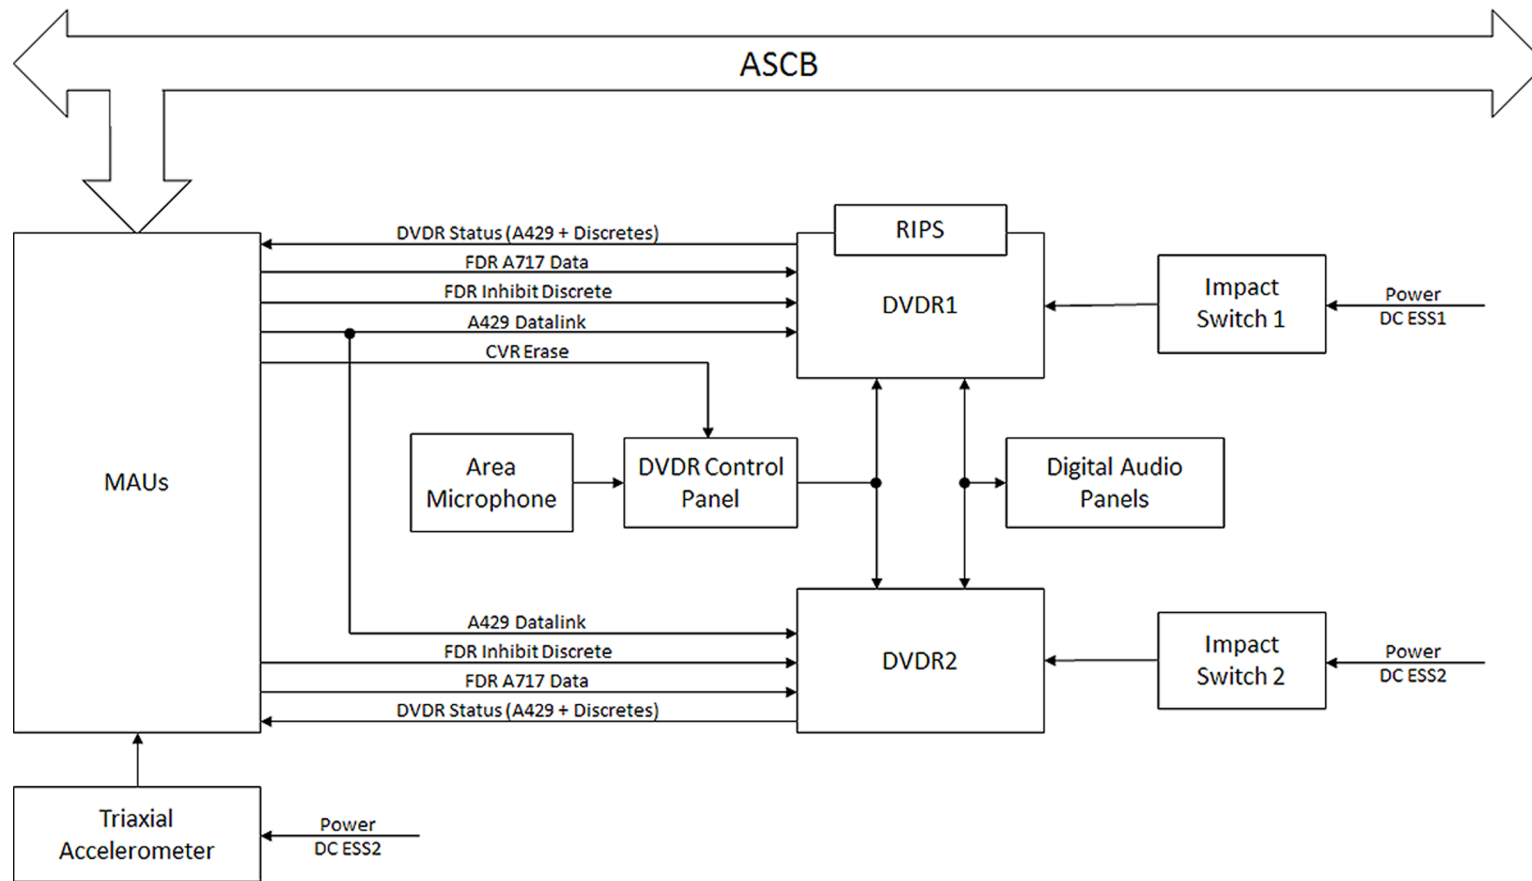 ASCB
DVDR Status (A429 + Discretes)
FDR A717 Data
FDR Inhibit Discrete
A429 Datalink
CVR Erase
RIPS
DVDR1
Impact
Switch 1
Power
DC ESS1
MAUs
Area
Microphone
DVDR Control
Panel
Digital Audio
Panels
A429 Datalink
FDR Inhibit Discrete
FDR A717 Data
DVDR Status (A429 + Discretes)
DVDR2
Impact
Switch 2
Power
DC ESS2
Triaxial
Accelerometer
Power
DC ESS2